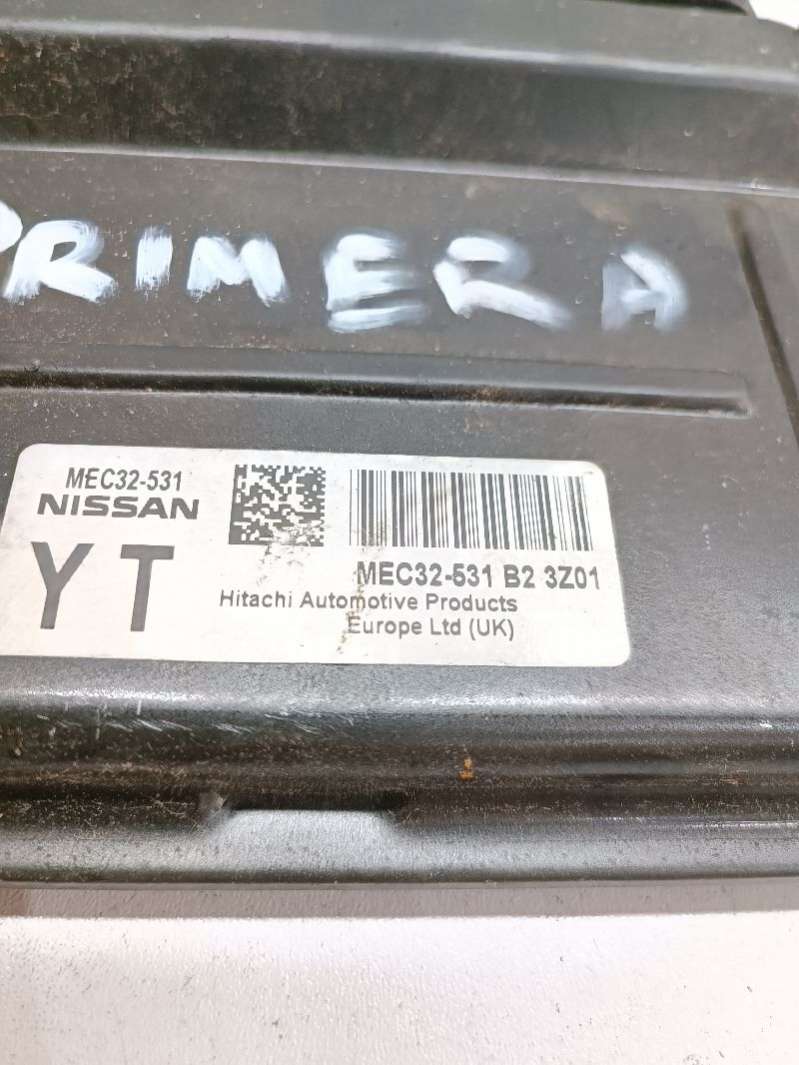 PRIMERA
MEC32-531
NISSAN
YT
MEC32-531 B2 3Z01
Hitachi Automotive Products
Europe Ltd (UK)